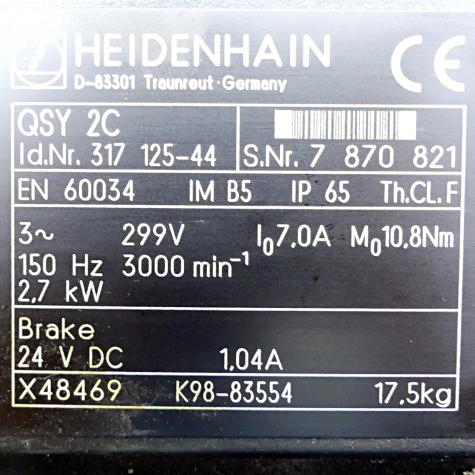 HEIDENHAIN CE
D-83301 Traunreut·Germany
QSY 2C
Id.Nr. 317 125-44 S.Nr. 7 870 821
EN 60034 IM B5 IP 65 Th.CL.F
3~ 299V I0 7,0A M0 10,8Nm
150 Hz 3000 min⁻¹
2,7 kW
Brake
24 V DC 1,04A
X48469 K98-83554 17,5kg